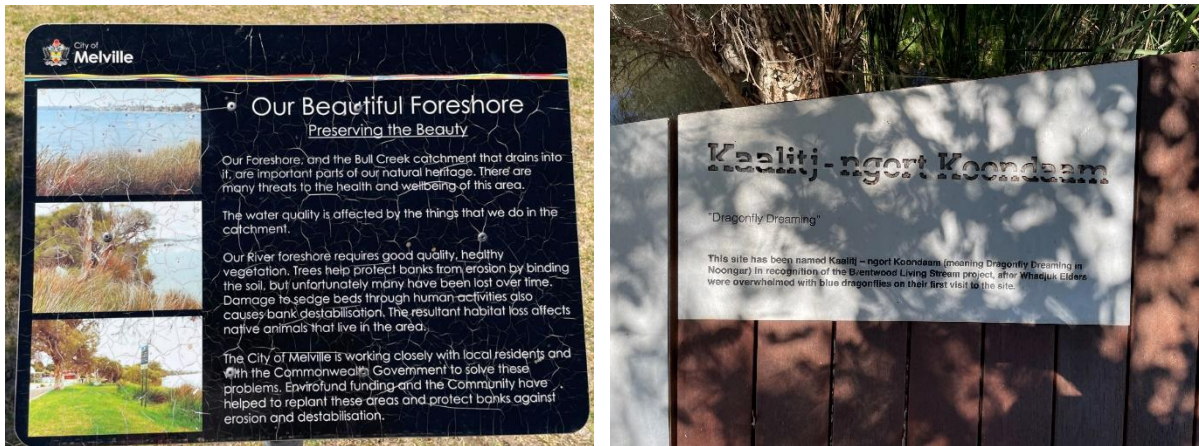 City of
Melville
Our Beautiful Foreshore
Preserving the Beauty
Our Foreshore, and the Bull Creek catchment that drains into
it, are important parts of our natural heritage. There are
many threats to the health and wellbeing of this area.
The water quality is affected by the things that we do in the
catchment.
Our River foreshore requires good quality, healthy
vegetation. Trees help protect banks from erosion by binding
the soil, but unfortunately many have been lost over time.
Damage to sedge beds through human activities also
causes bank destabilisation. The resultant habitat loss affects
native animals that live in the area.
The City of Melville is working closely with local residents and
with the Commonwealth Government to solve these
problems. Envirofund funding and the Community have
helped to replant these areas and protect banks against
erosion and destabilisation.
Kaalitj - ngort Koondaam
"Dragonfly Dreaming"
This site has been named Kaalitj – ngort Koondaam (meaning Dragonfly Dreaming in
Noongar) in recognition of the Brentwood Living Stream project, after Whadjuk Elders
were overwhelmed with blue dragonflies on their first visit to the site.